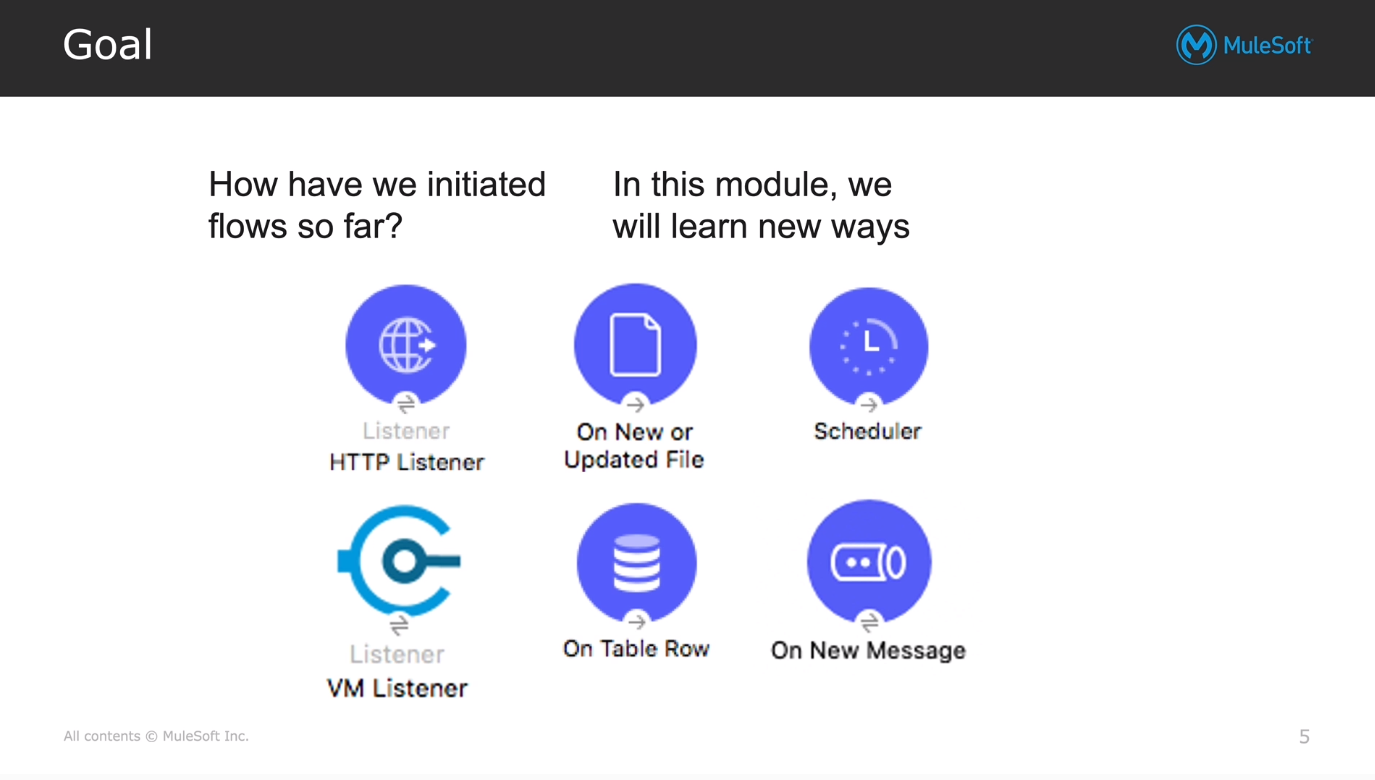 Goal
MuleSoft
How have we initiated
flows so far?
In this module, we
will learn new ways
Listener
HTTP Listener
On New or
Updated File
Scheduler
Listener
VM Listener
On Table Row
On New Message
All contents © MuleSoft Inc.
5